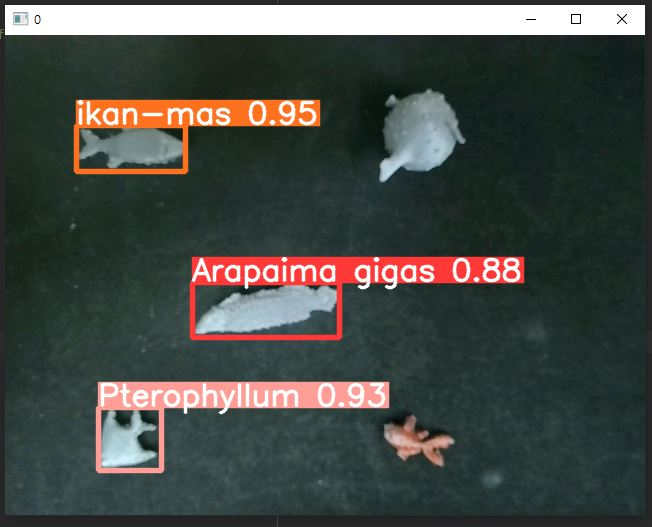 0
ikan-mas 0.95
Arapaima gigas 0.88
Pterophyllum 0.93